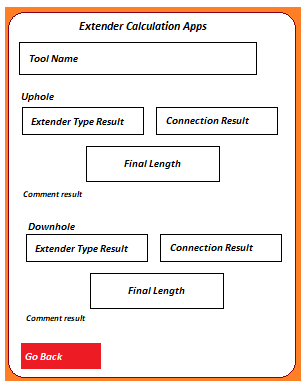 Extender Calculation Apps
Tool Name
Uphole
Extender Type Result
Connection Result
Final Length
Comment result
Downhole
Extender Type Result
Connection Result
Final Length
Comment result
Go Back